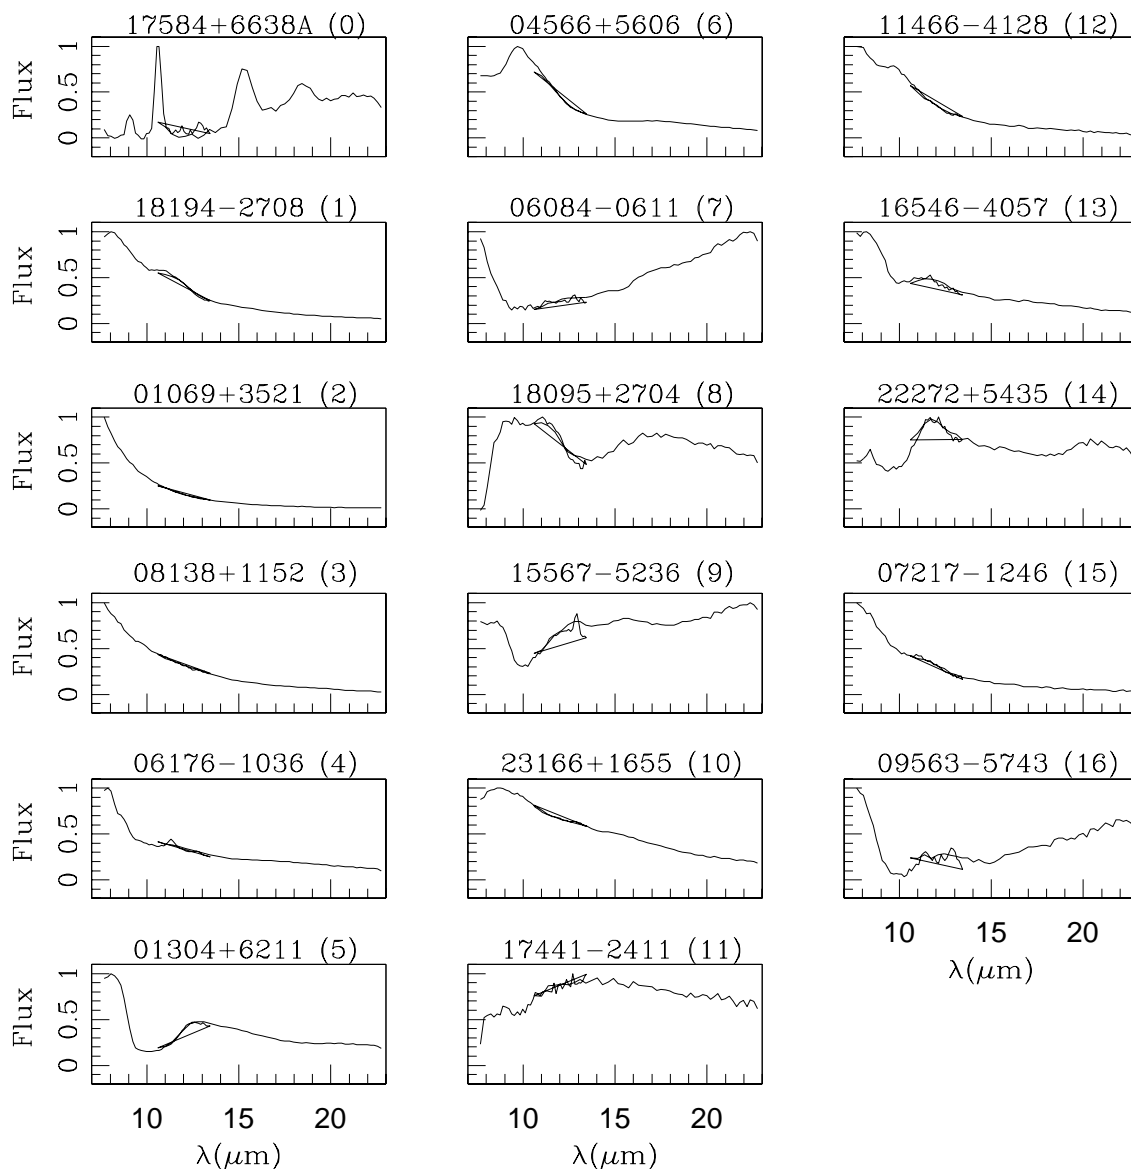 17584+6638A (0)
04566+5606 (6)
11466−4128 (12)
Flux
1
0.5
0
18194−2708 (1)
06084−0611 (7)
16546−4057 (13)
Flux
1
0.5
0
01069+3521 (2)
18095+2704 (8)
22272+5435 (14)
Flux
1
0.5
0
08138+1152 (3)
15567−5236 (9)
07217−1246 (15)
Flux
1
0.5
0
06176−1036 (4)
23166+1655 (10)
09563−5743 (16)
Flux
1
0.5
0
10 15 20
λ(μm)
01304+6211 (5)
17441−2411 (11)
Flux
1
0.5
0
10 15 20
10 15 20
λ(μm)
λ(μm)